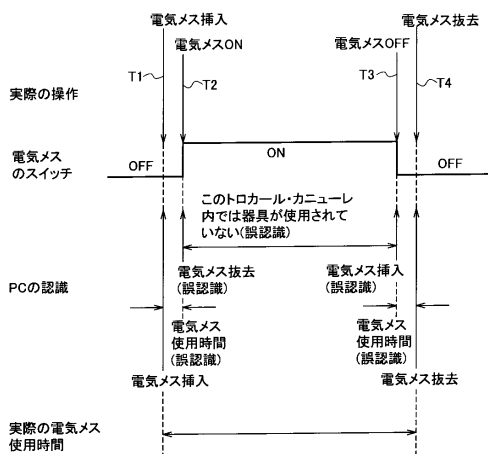 電気メス挿入
電気メス抜去
電気メスON
電気メスOFF
T1
T2
T3
T4
実際の操作
電気メス
のスイッチ
OFF
ON
OFF
このトロカール・カニューレ
内では器具が使用されて
いない(誤認識)
PCの認識
電気メス抜去
(誤認識)
電気メス挿入
(誤認識)
電気メス
使用時間
(誤認識)
電気メス
使用時間
(誤認識)
電気メス挿入
電気メス抜去
実際の電気メス
使用時間